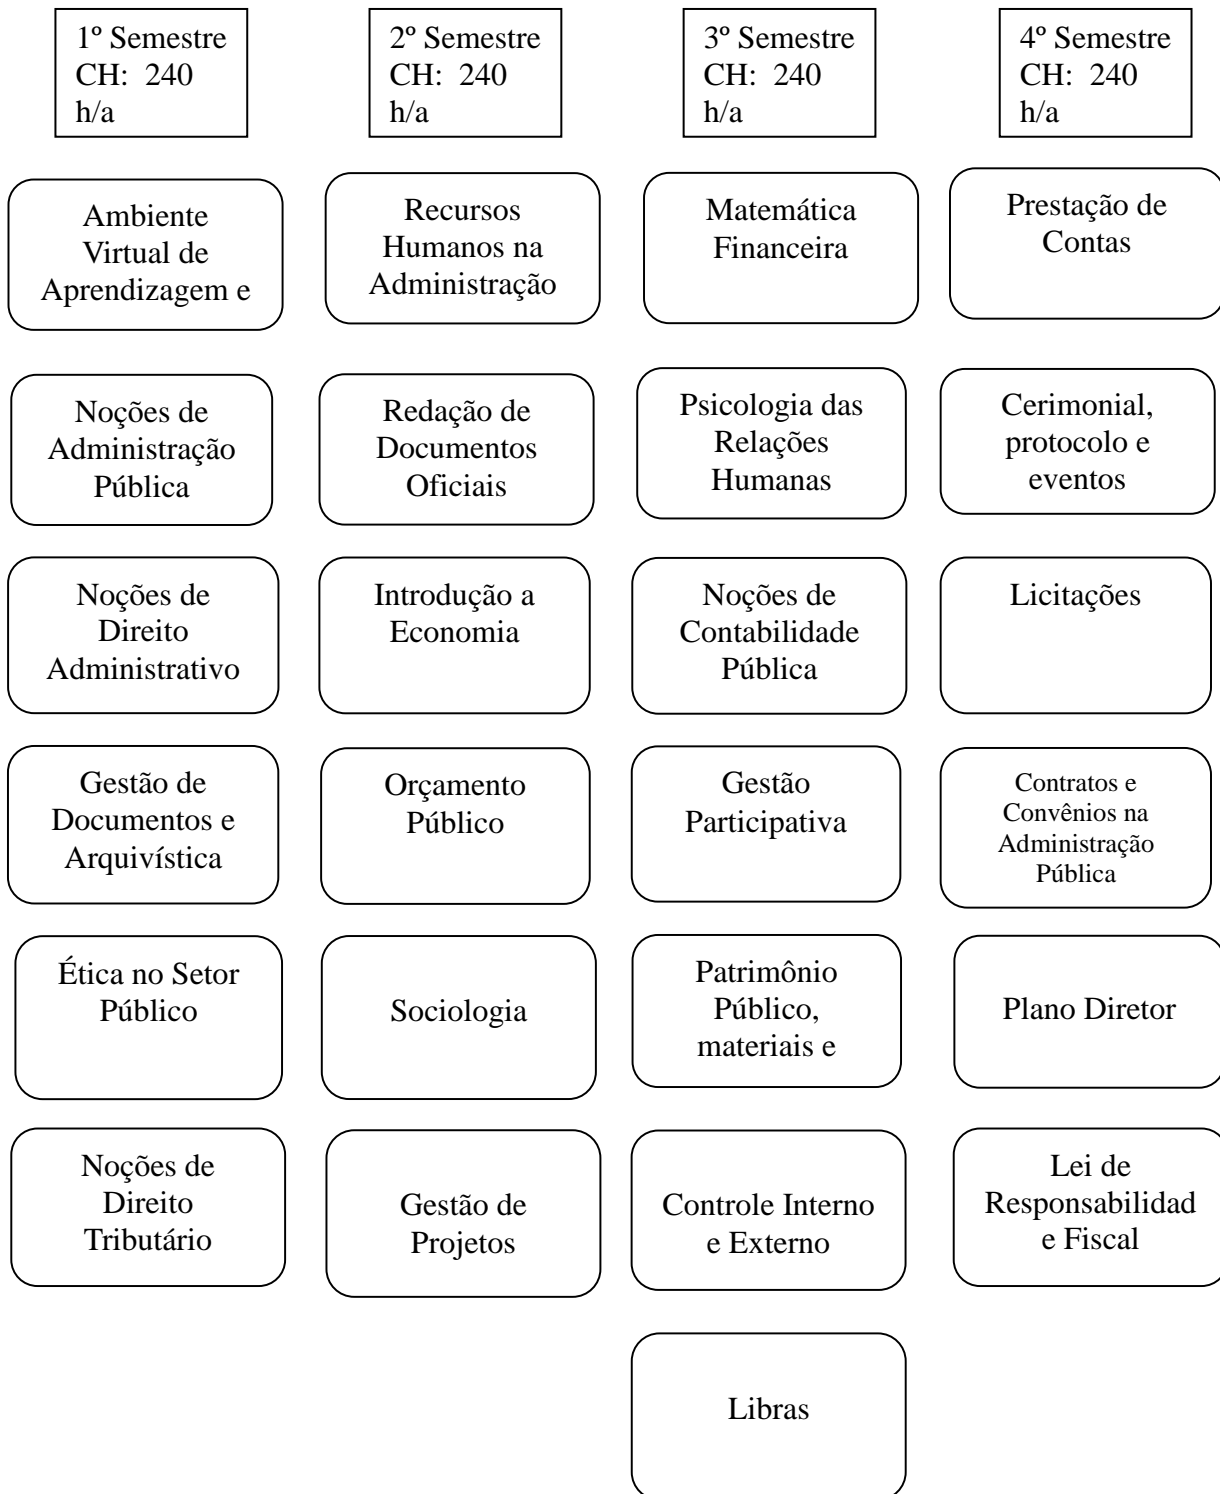 1º Semestre
CH: 240
h/a
2º Semestre
CH: 240
h/a
3º Semestre
CH: 240
h/a
4º Semestre
CH: 240
h/a
Ambiente
Virtual de
Aprendizagem e
Recursos
Humanos na
Administração
Matemática
Financeira
Prestação de
Contas
Noções de
Administração
Pública
Redação de
Documentos
Oficiais
Psicologia das
Relações
Humanas
Cerimonial,
protocolo e
eventos
Noções de
Direito
Administrativo
Introdução a
Economia
Noções de
Contabilidade
Pública
Licitações
Gestão de
Documentos e
Arquivística
Orçamento
Público
Gestão
Participativa
Contratos e
Convênios na
Administração
Pública
Ética no Setor
Público
Sociologia
Patrimônio
Público,
materiais e
Plano Diretor
Noções de
Direito
Tributário
Gestão de
Projetos
Controle Interno
e Externo
Lei de
Responsabilidad
e Fiscal
Libras